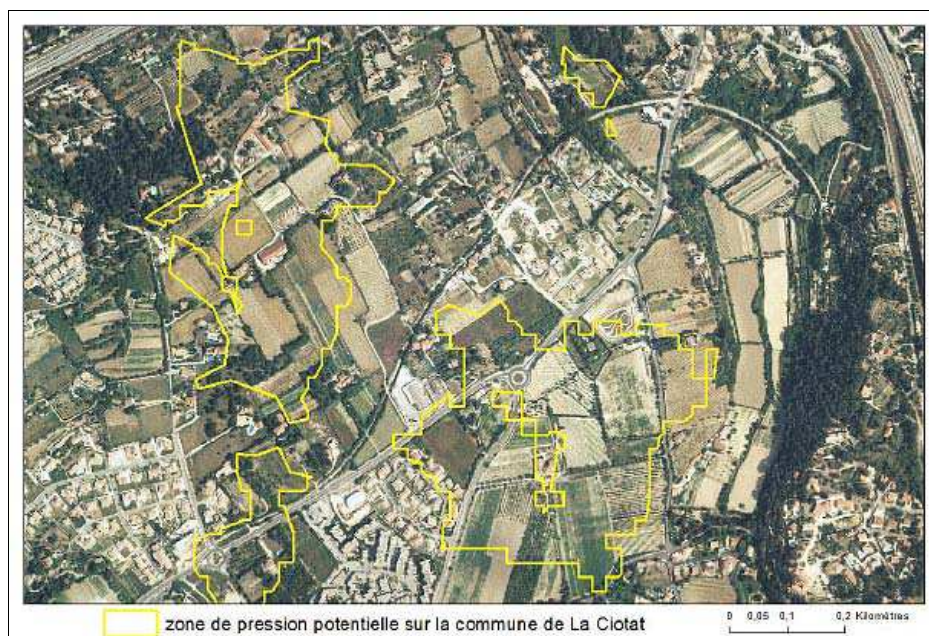 zone de pression potentielle sur la commune de La Ciotat
0 0,05 0,1 0,2 Kilomètres